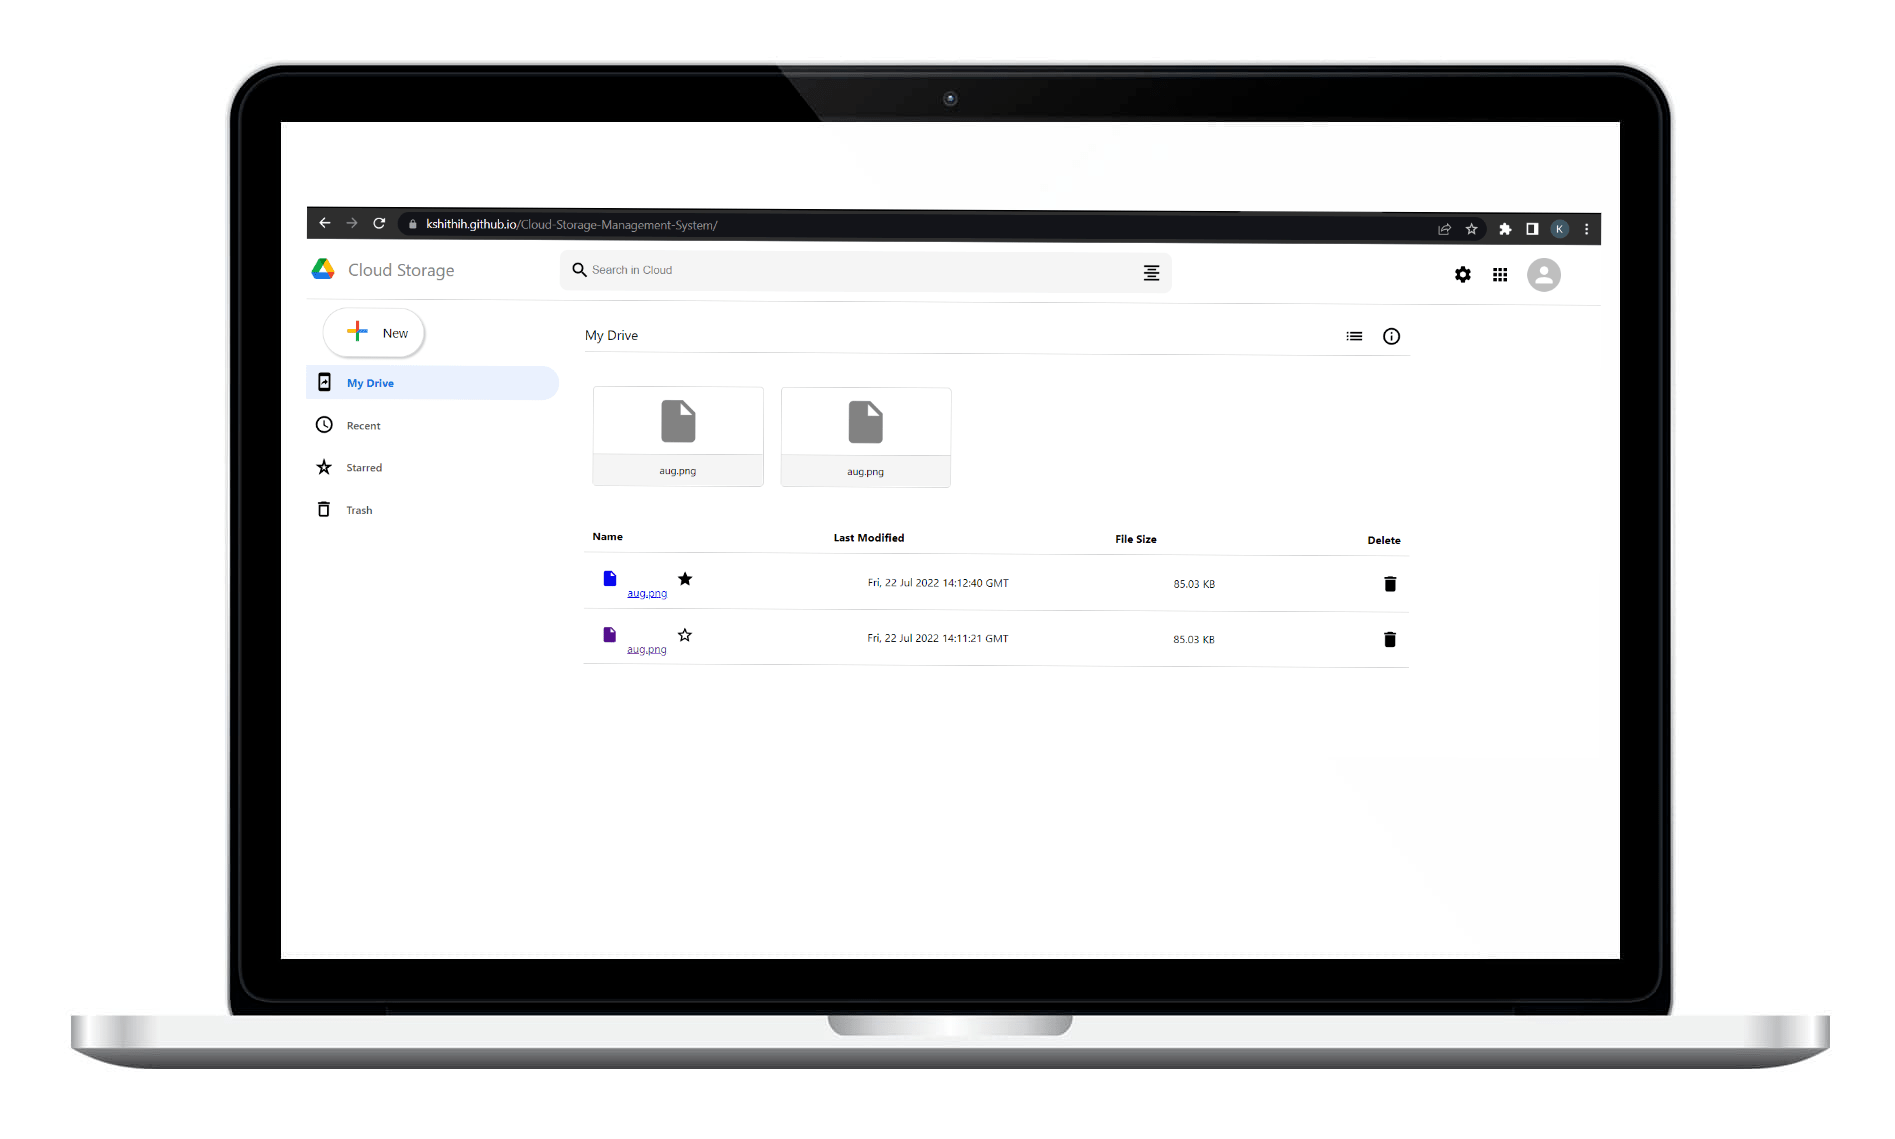 kshithih.github.io/Cloud-Storage-Management-System/
K
Cloud Storage
Search in Cloud
New
My Drive
Recent
Starred
Trash
My Drive
aug.png
aug.png
Name Last Modified File Size Delete
aug.png Fri, 22 Jul 2022 14:12:40 GMT 85.03 KB
aug.png Fri, 22 Jul 2022 14:11:21 GMT 85.03 KB